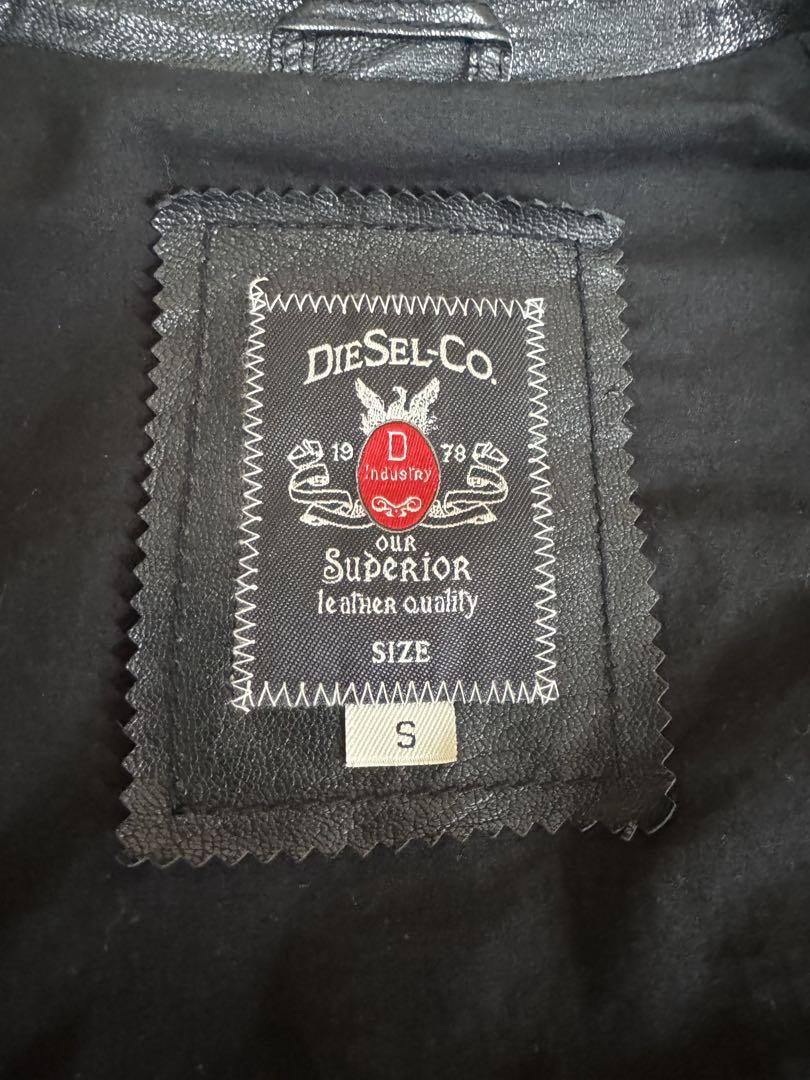 DIESEL-CO.
19 D 78
Industry
OUR
SUPERIOR
leather quality
SIZE
S